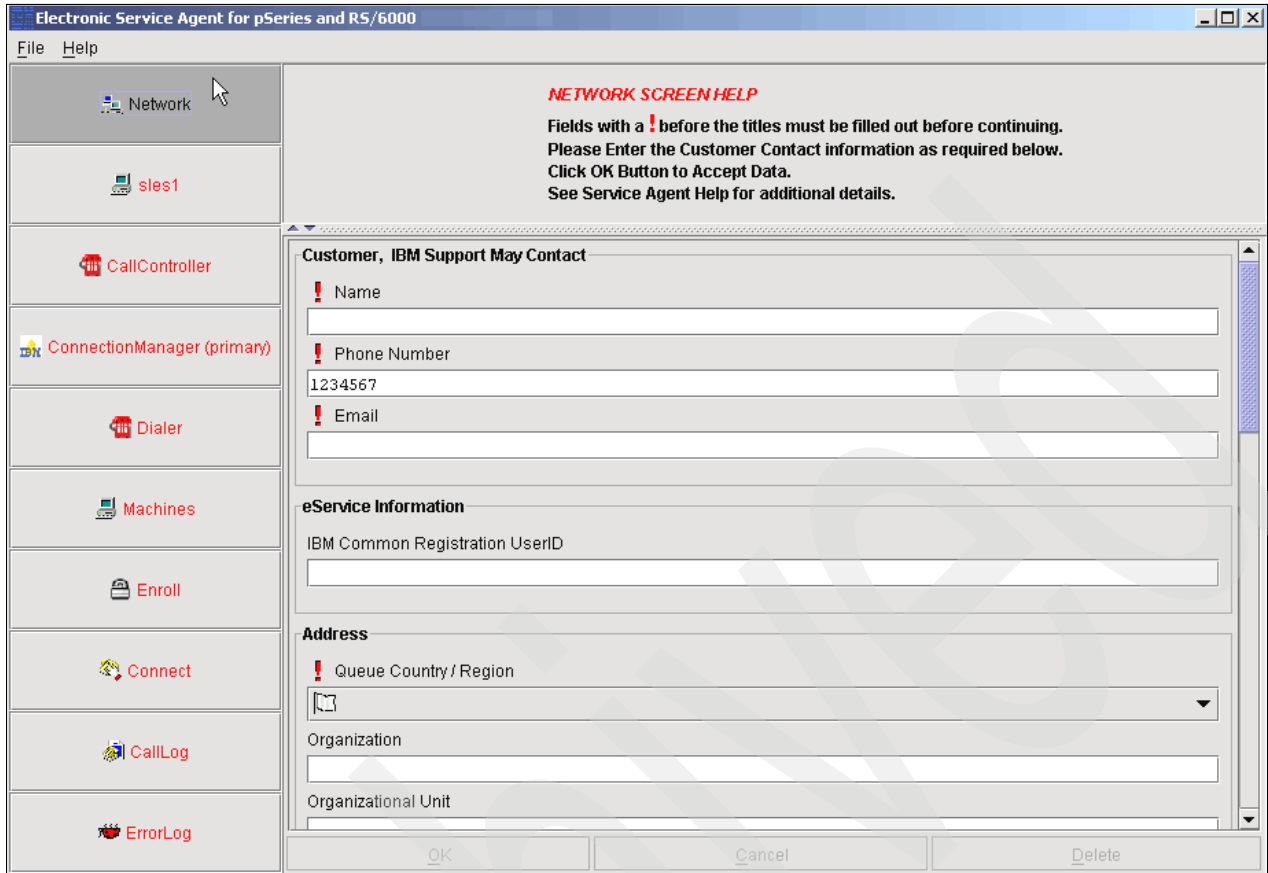 Electronic Service Agent for pSeries and RS/6000
File Help
Network
sles1
CallController
ConnectionManager (primary)
Dialer
Machines
Enroll
Connect
CallLog
ErrorLog
NETWORK SCREEN HELP
Fields with a ! before the titles must be filled out before continuing.
Please Enter the Customer Contact information as required below.
Click OK Button to Accept Data.
See Service Agent Help for additional details.
Customer, IBM Support May Contact
! Name
! Phone Number
1234567
! Email
eService Information
IBM Common Registration UserID
Address
! Queue Country / Region
Organization
Organizational Unit
OK Cancel Delete